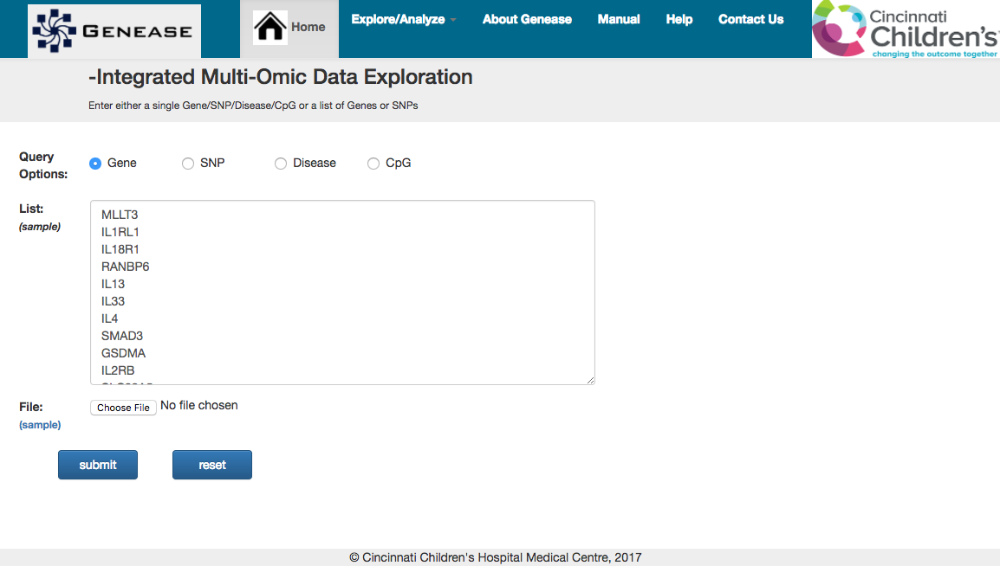 GENEASE
Home
Explore/Analyze
About Genease
Manual
Help
Contact Us
Cincinnati
Children's
changing the outcome together
-Integrated Multi-Omic Data Exploration
Enter either a single Gene/SNP/Disease/CpG or a list of Genes or SNPs
Query
Options:
Gene
SNP
Disease
CpG
List:
(sample)
MLLT3
IL1RL1
IL18R1
RANBP6
IL13
IL33
IL4
SMAD3
GSDMA
IL2RB
File:
Choose File No file chosen
(sample)
submit
reset
© Cincinnati Children's Hospital Medical Centre, 2017